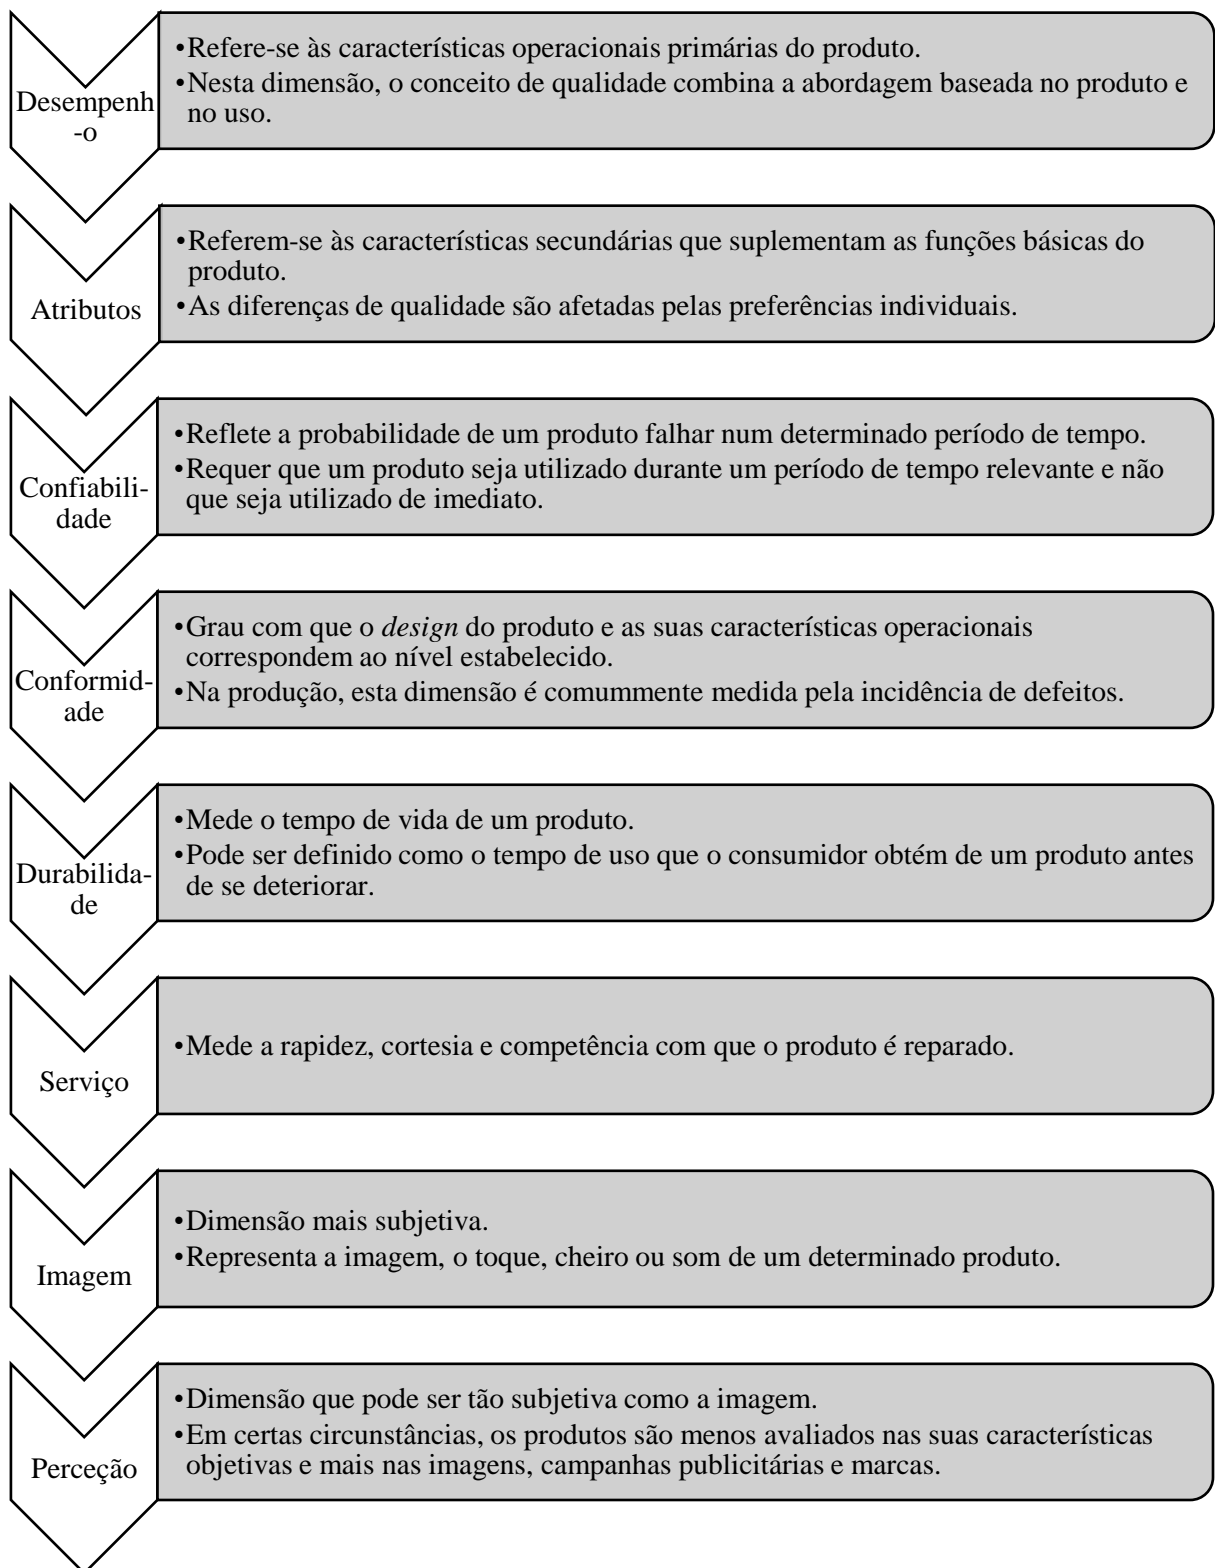 Desempenh
-o
•Refere-se às características operacionais primárias do produto.
•Nesta dimensão, o conceito de qualidade combina a abordagem baseada no produto e
no uso.
Atributos
•Referem-se às características secundárias que suplementam as funções básicas do
produto.
•As diferenças de qualidade são afetadas pelas preferências individuais.
Confiabili-
dade
•Reflete a probabilidade de um produto falhar num determinado período de tempo.
•Requer que um produto seja utilizado durante um período de tempo relevante e não
que seja utilizado de imediato.
Conformid-
ade
•Grau com que o design do produto e as suas características operacionais
correspondem ao nível estabelecido.
•Na produção, esta dimensão é comummente medida pela incidência de defeitos.
Durabilida-
de
•Mede o tempo de vida de um produto.
•Pode ser definido como o tempo de uso que o consumidor obtém de um produto antes
de se deteriorar.
Serviço
•Mede a rapidez, cortesia e competência com que o produto é reparado.
Imagem
•Dimensão mais subjetiva.
•Representa a imagem, o toque, cheiro ou som de um determinado produto.
Perceção
•Dimensão que pode ser tão subjetiva como a imagem.
•Em certas circunstâncias, os produtos são menos avaliados nas suas características
objetivas e mais nas imagens, campanhas publicitárias e marcas.